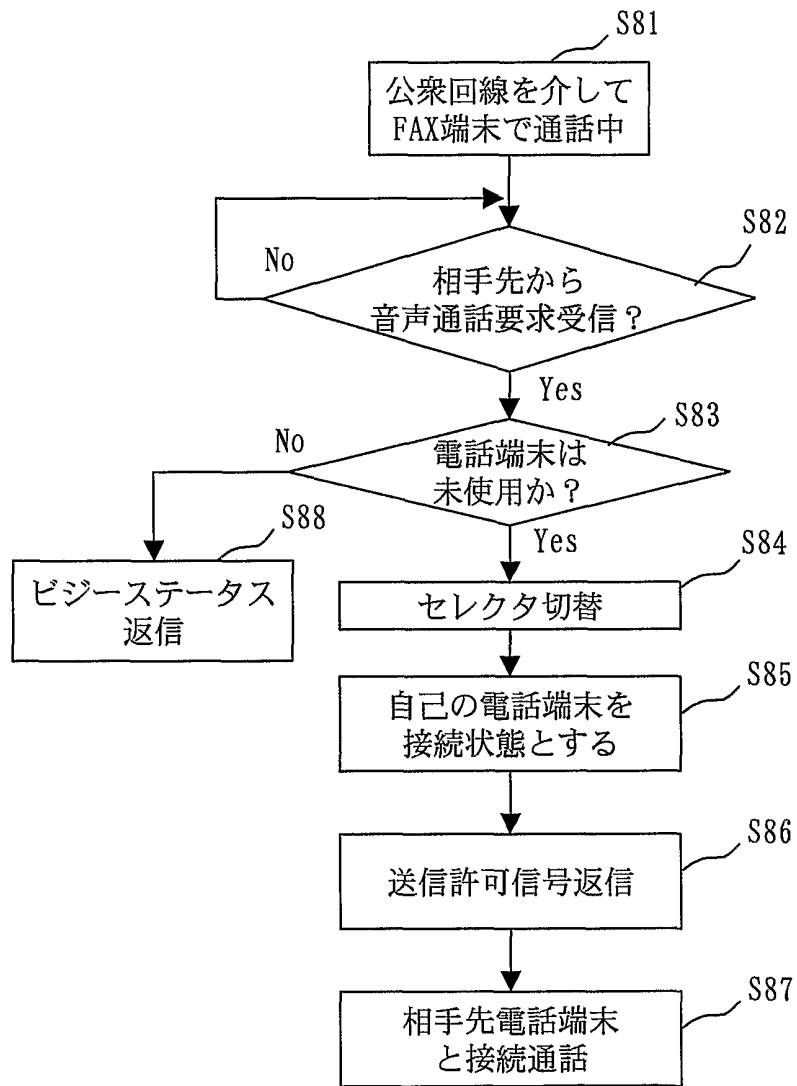 S81
公衆回線を介して
FAX端末で通話中
S82
No
相手先から
音声通話要求受信？
Yes
S83
No
電話端末は
未使用か？
S88
Yes
S84
ビジーステータス
返信
セレクタ切替
S85
自己の電話端末を
接続状態とする
S86
送信許可信号返信
S87
相手先電話端末
と接続通話